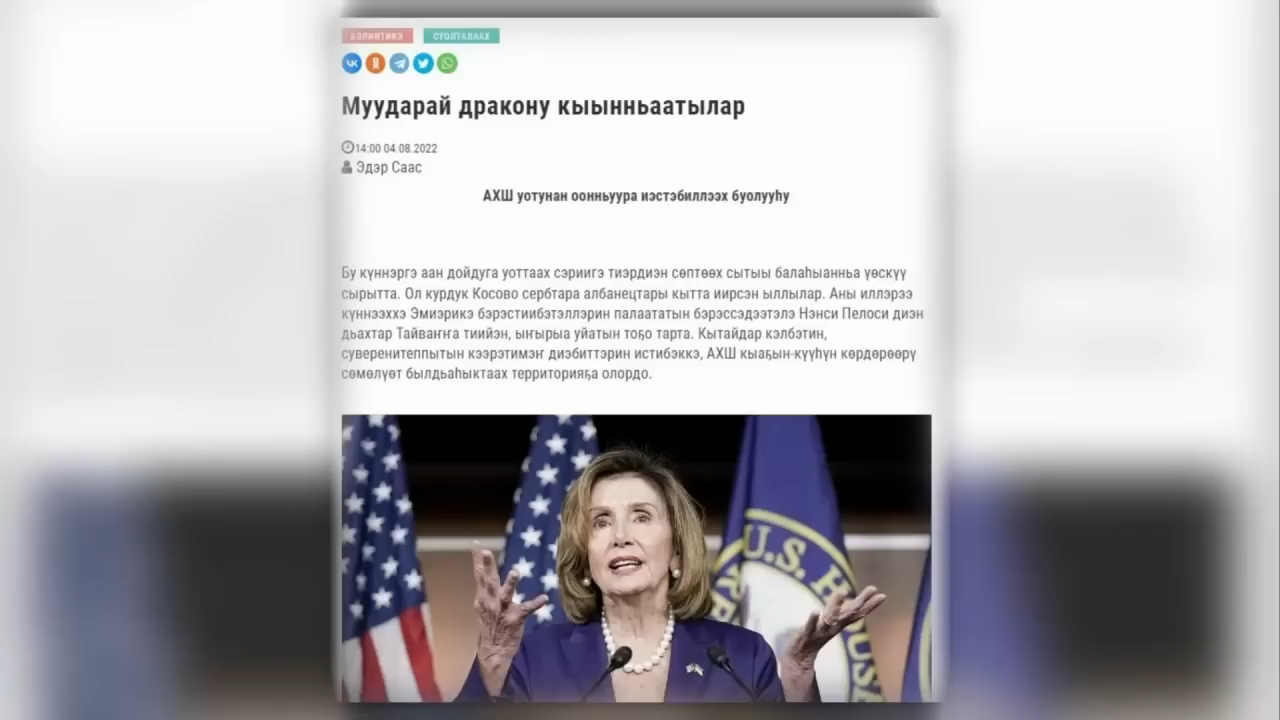 БЭЛИИТИКЭ СУОЛТАЛААХ
Муударай дракону кыынньаатылар
14:00 04.08.2022
Эдэр Саас
АХШ уотунан оонньуура иэстэбиллээх буолууһу
Бу күннэргэ аан дойдуга уоттаах сэриигэ тиэрдиэн сөптөөх сытыы балаһыанньа үөскүү
сырытта. Ол курдук Косово сербтара албанецтары кытта иирсэн ыллылар. Аны иллэрээ
күннээххэ Эмиэрикэ бэрэстиибэтэллэрин палаататын бэрэссэдээтэлэ Нэнси Пелоси диэн
дьахтар Тайваҥҥа тиийэн, ыҥгырыа уйатын тоҕо тарта. Кытайдар кэлбэтин,
суверенитеппытын кээрэтимэҥ диэбиттэрин истибэккэ, АХШ кыаҕын-күүһүн көрдөрөөрү
сөмөлүөт былдьаһыктаах территорияҕа олордо.
U.S. HOUSE